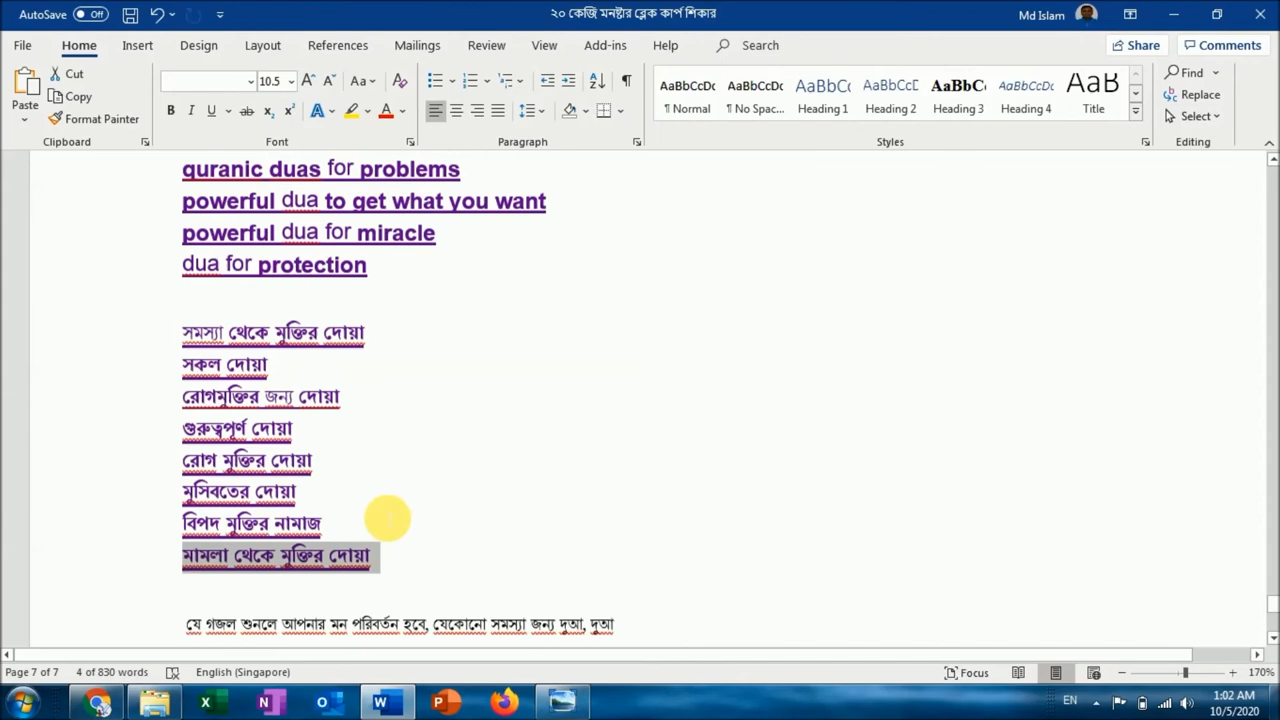 AutoSave Off
২০ কেজি মনষ্টার ব্লেক কার্প শিকার
Md Islam
File Home Insert Design Layout References Mailings Review View Add-ins Help Search Share Comments
Paste
Cut
Copy
Format Painter
Clipboard
10.5
Font
Paragraph
AaBbCcDc
¶ Normal
AaBbCcDc
¶ No Spac...
AaBbCc
Heading 1
AaBbCcD
Heading 2
AaBbC
Heading 3
AaBbCcDc
Heading 4
AaB
Title
Styles
Find
Replace
Select
Editing
quranic duas for problems
powerful dua to get what you want
powerful dua for miracle
dua for protection
সমস্যা থেকে মুক্তির দোয়া
সকল দোয়া
রোগমুক্তির জন্য দোয়া
গুরুত্বপূর্ণ দোয়া
রোগ মুক্তির দোয়া
মুসিবতের দোয়া
বিপদ মুক্তির নামাজ
মামলা থেকে মুক্তির দোয়া
যে গজল শুনলে আপনার মন পরিবর্তন হবে, যেকোনো সমস্যা জন্য দুআ, দুআ
Page 7 of 7 4 of 830 words English (Singapore) Focus 170%
EN 1:02 AM
10/5/2020